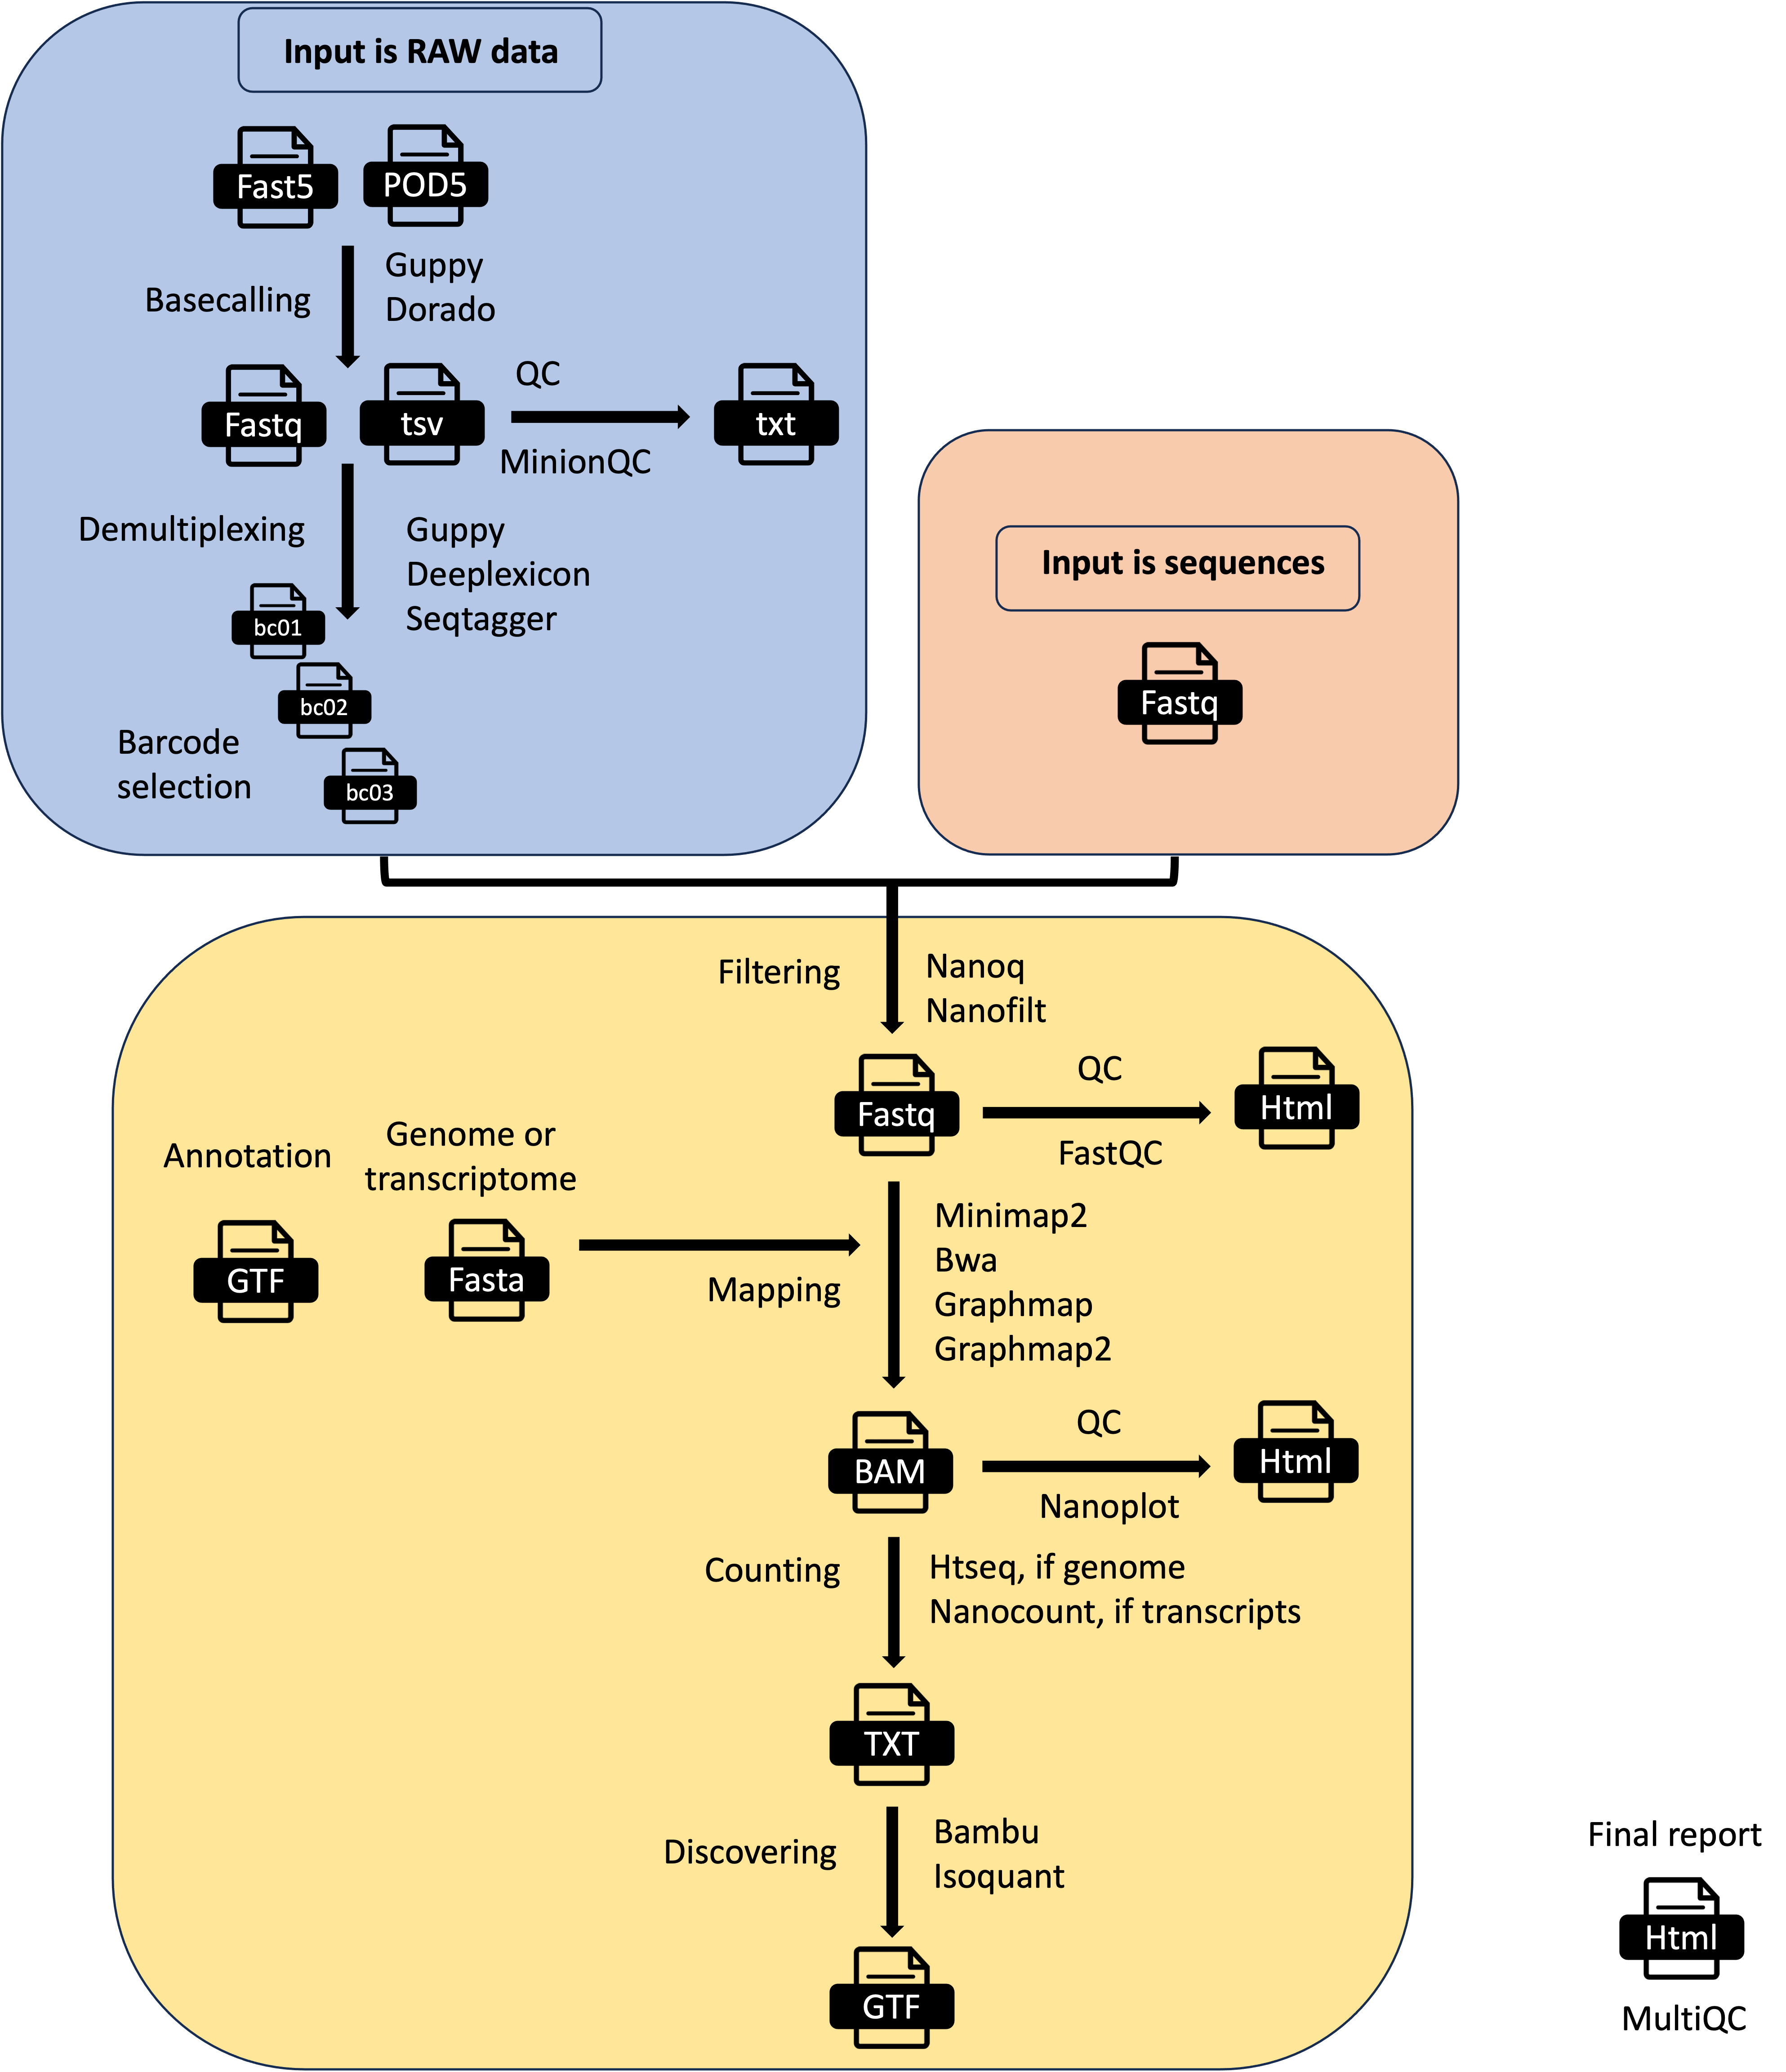 Input is RAW data
Fast5
POD5
Basecalling
Guppy
Dorado
Fastq
tsv
QC
MinionQC
txt
Demultiplexing
Guppy
Deeplexicon
Seqtagger
bc01
bc02
bc03
Barcode
selection
Input is sequences
Fastq
Filtering
Nanoq
Nanofilt
Fastq
QC
FastQC
Html
Annotation
GTF
Genome or
transcriptome
Fasta
Mapping
Minimap2
Bwa
Graphmap
Graphmap2
BAM
QC
Nanoplot
Html
Counting
Htseq, if genome
Nanocount, if transcripts
TXT
Discovering
Bambu
Isoquant
GTF
Final report
Html
MultiQC